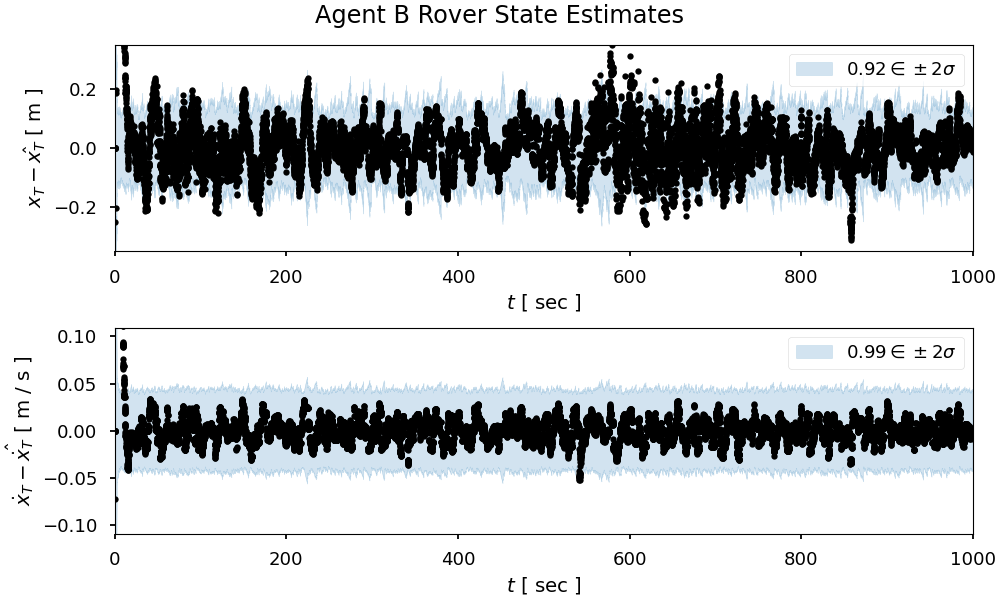 Agent B Rover State Estimates
0.92 ∈ ±2σ
x_T − x̂_T [ m ]
0.2
0.0
−0.2
0 200 400 600 800 1000
t [ sec ]
0.99 ∈ ±2σ
ẋ_T − ẋ̂_T [ m / s ]
0.10
0.05
0.00
−0.05
−0.10
0 200 400 600 800 1000
t [ sec ]